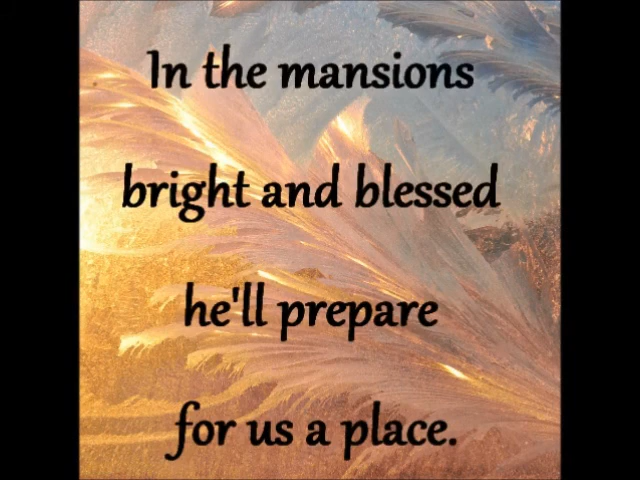 In the mansions
bright and blessed
he'll prepare
for us a place.